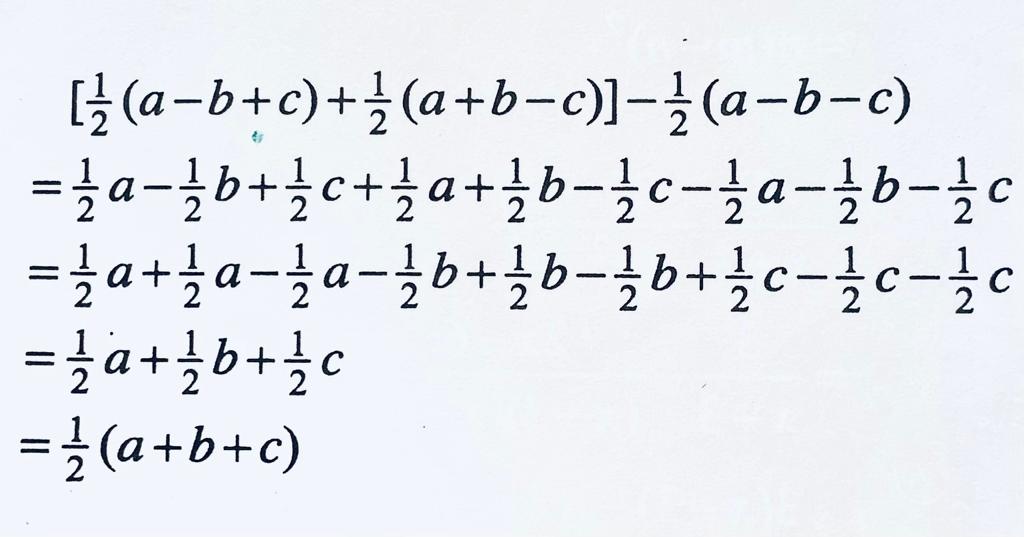 [½(a−b+c)+½(a+b−c)]−½(a−b−c)
=½a−½b+½c+½a+½b−½c−½a−½b−½c
=½a+½a−½a−½b+½b−½b+½c−½c−½c
=½a+½b+½c
=½(a+b+c)